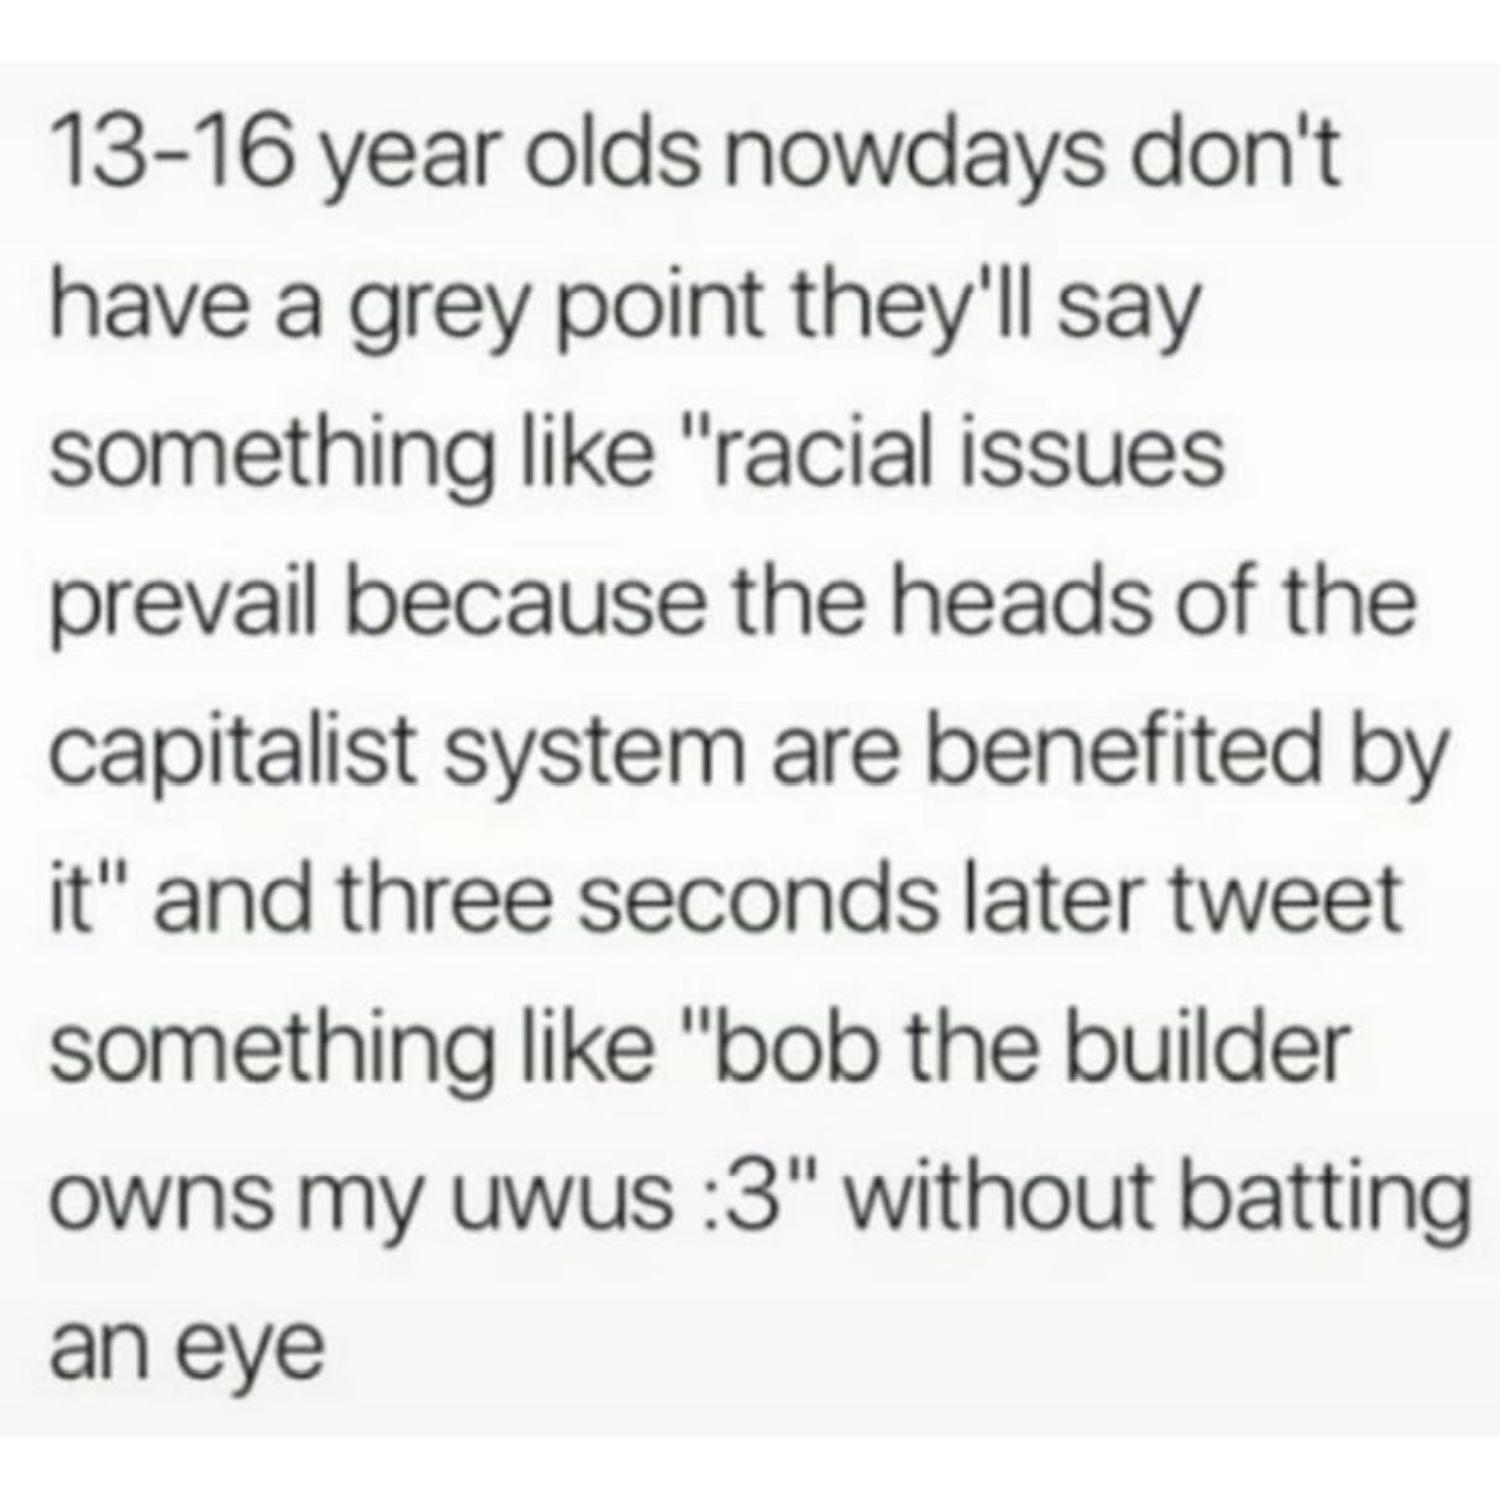 13-16 year olds nowdays don't
have a grey point they'll say
something like "racial issues
prevail because the heads of the
capitalist system are benefited by
it" and three seconds later tweet
something like "bob the builder
owns my uwus :3" without batting
an eye